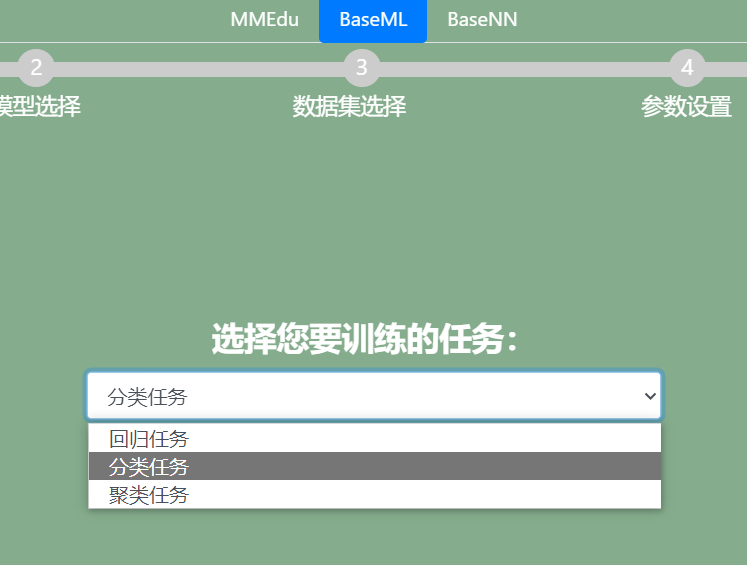 MMEdu BaseML BaseNN
2 3 4
模型选择 数据集选择 参数设置
选择您要训练的任务：
分类任务
回归任务
分类任务
聚类任务